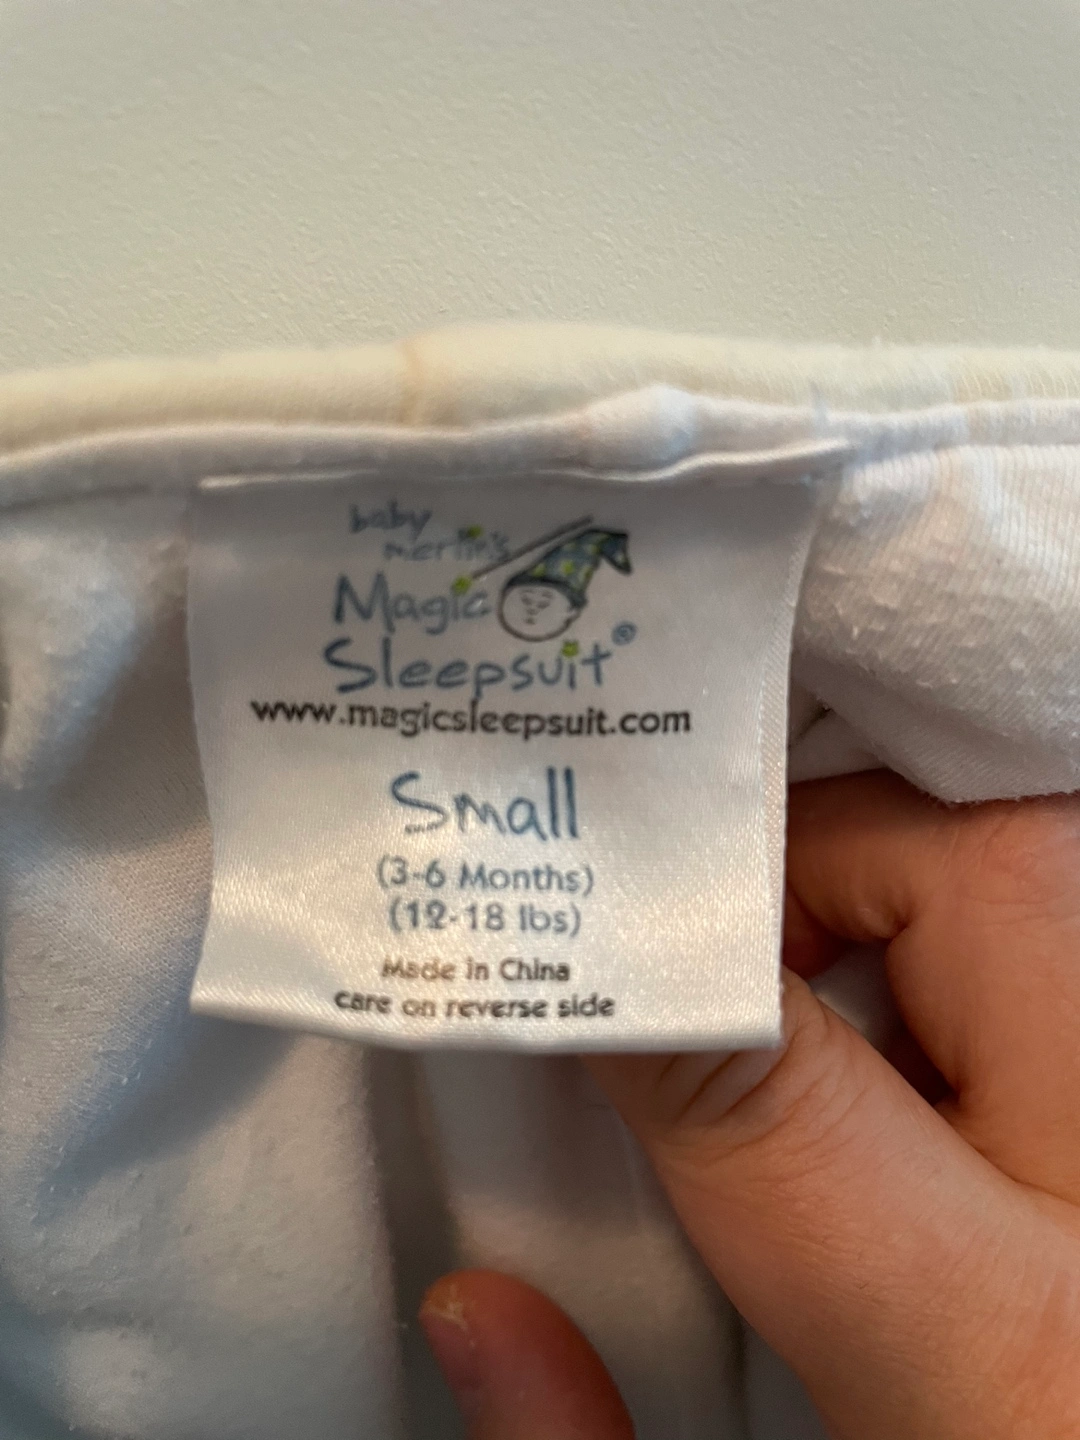 baby
merlin's
Magic
Sleepsuit®
www.magicsleepsuit.com
Small
(3-6 Months)
(12-18 lbs)
Made in China
care on reverse side